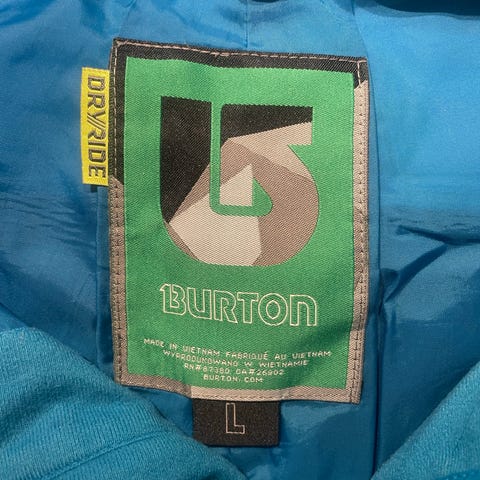 DRYRIDE
BURTON
MADE IN VIETNAM FABRIQUÉ AU VIETNAM
WYPRODUKOWANO W WIETNAMIE
RN#87380 CA#26902
BURTON.COM
L